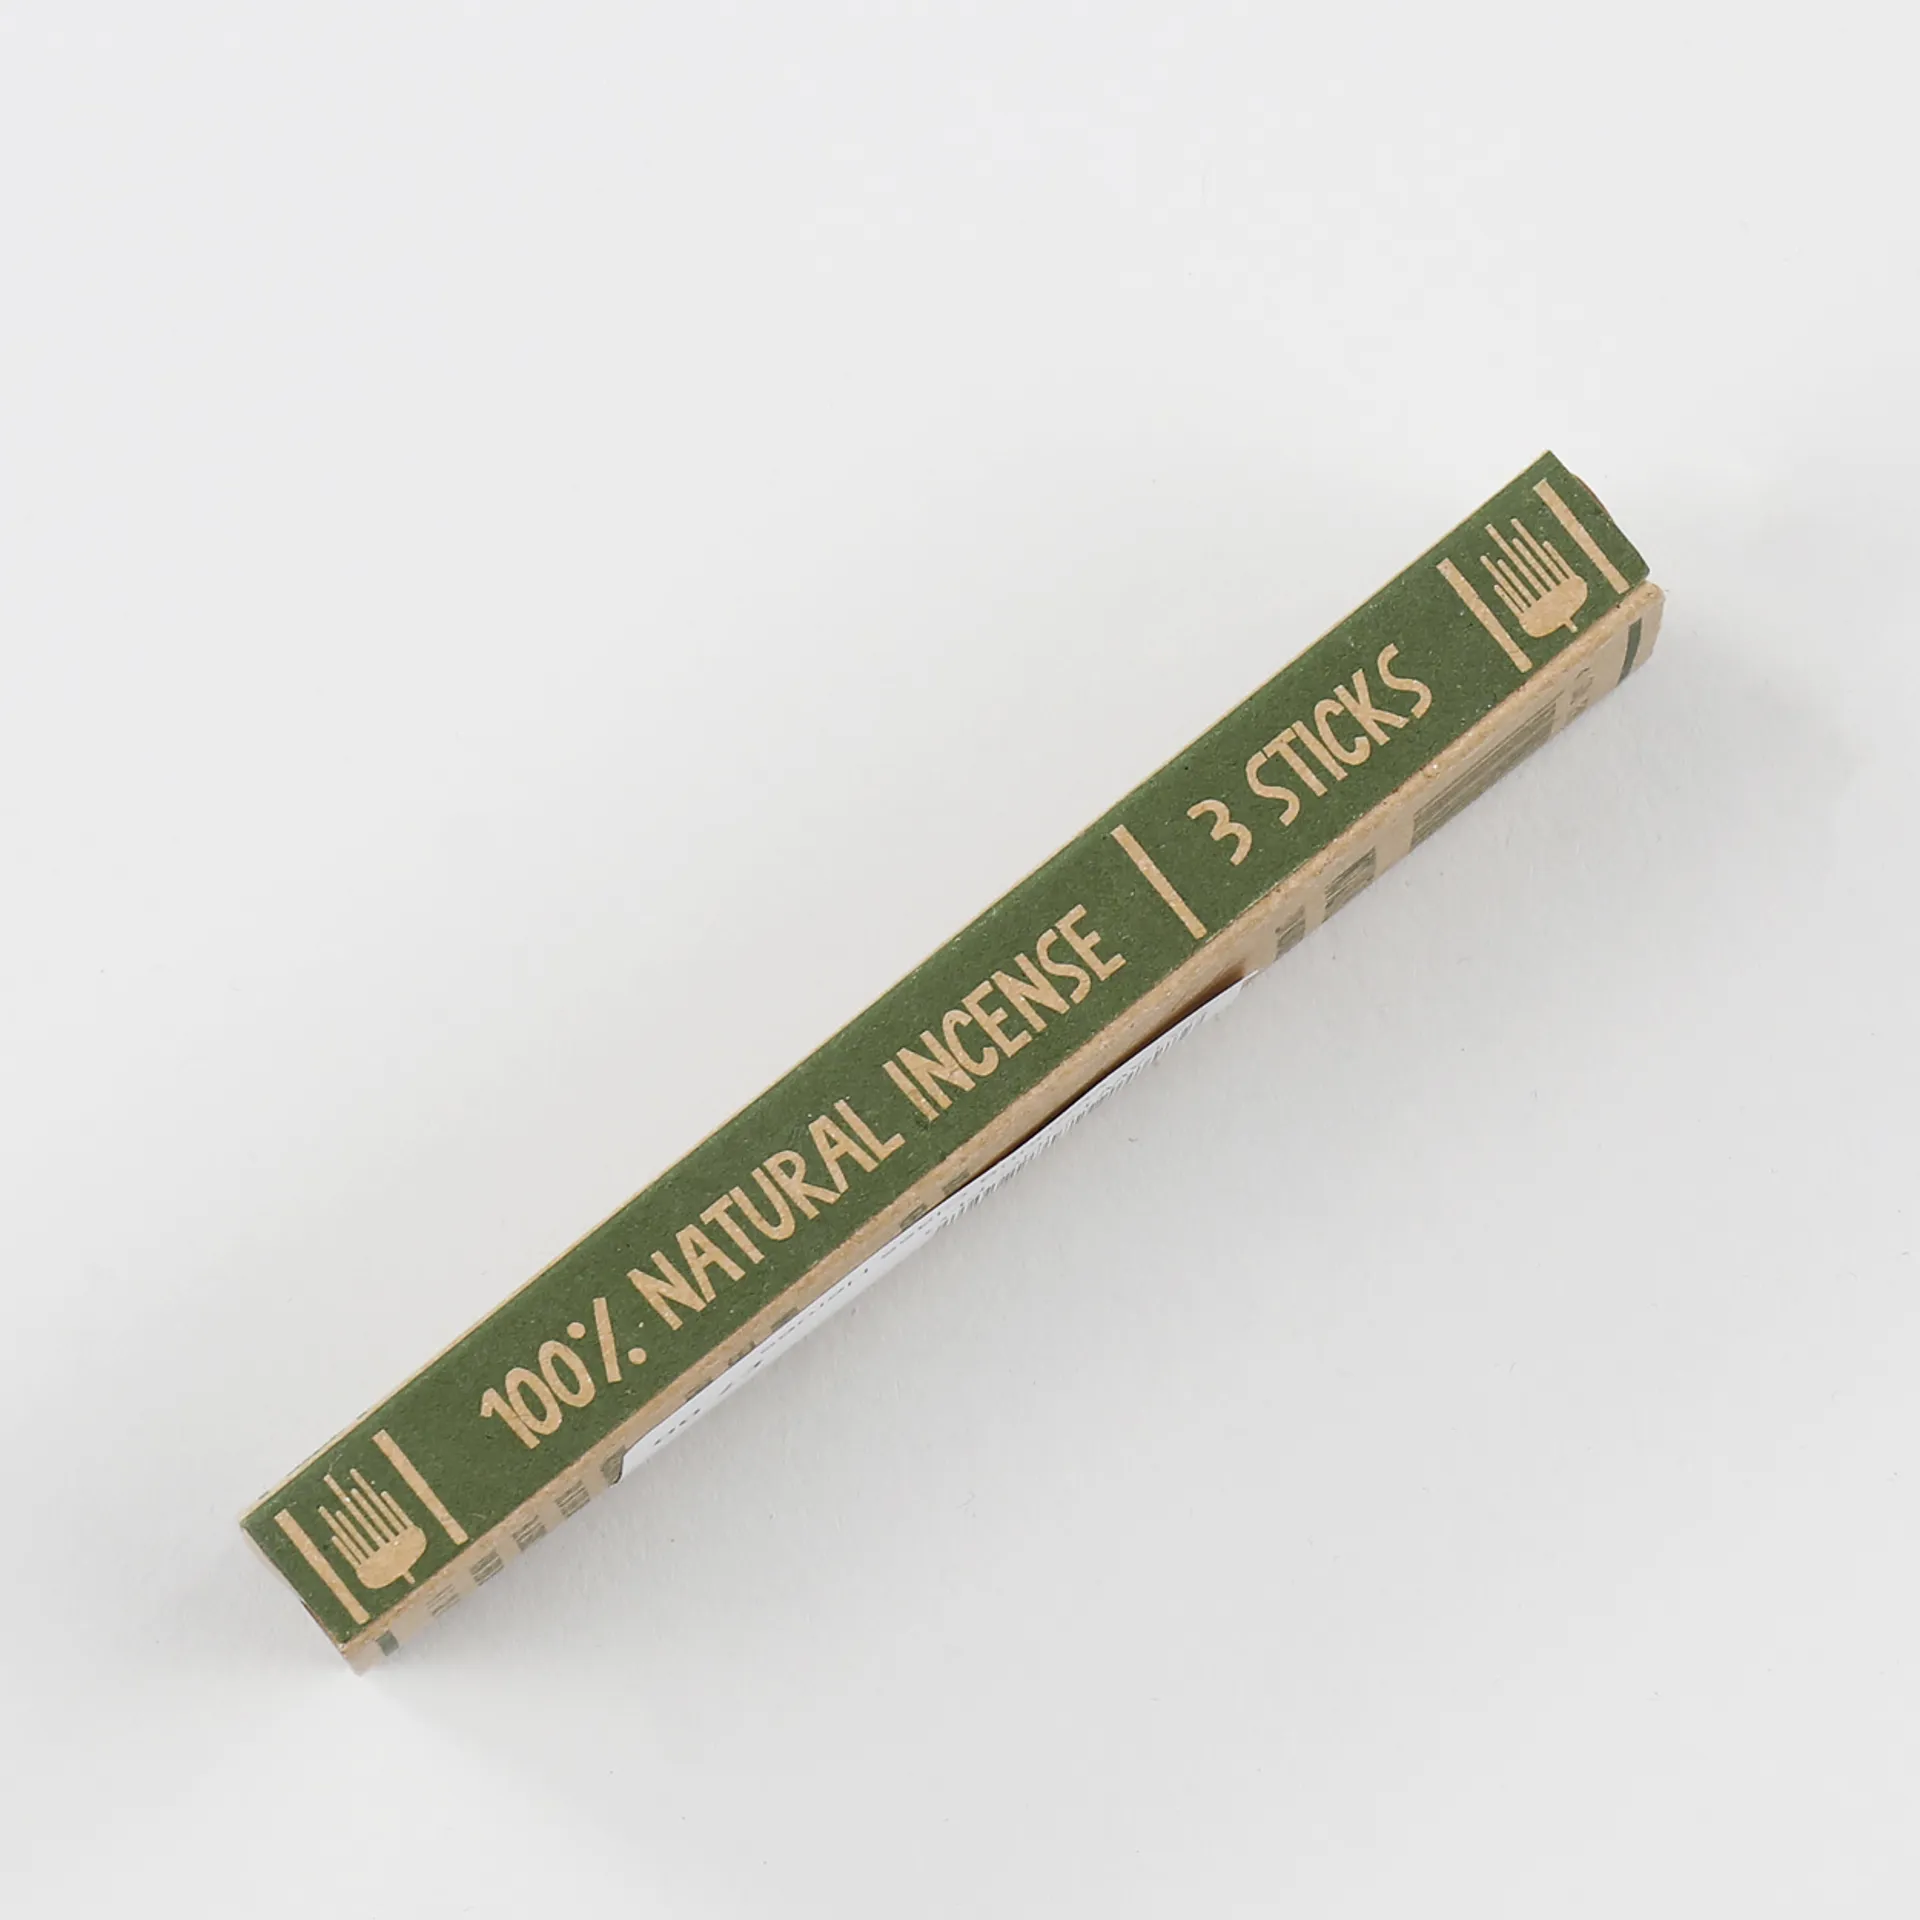 100% NATURAL INCENSE | 3 STICKS